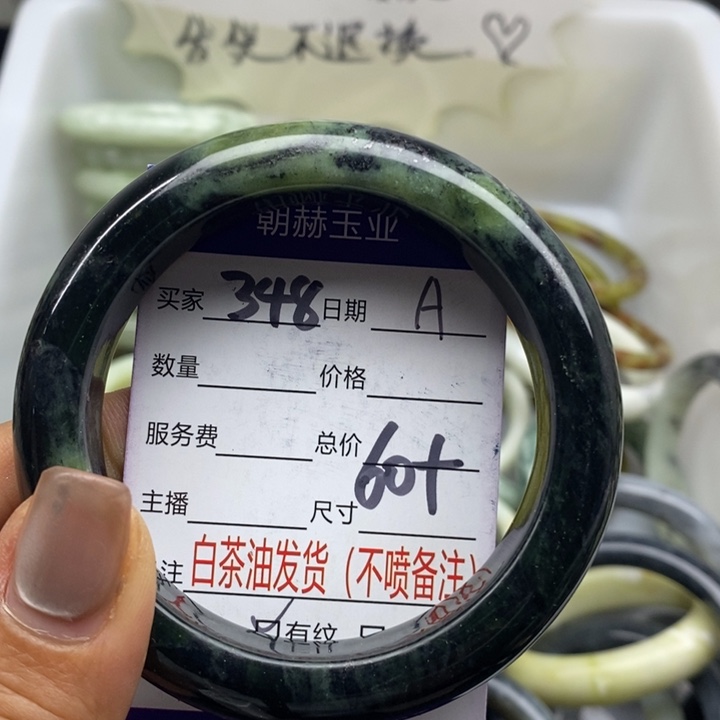 售出不退换
朝赫玉业
买家 348 日期 A
数量 价格
服务费 总价
主播 尺寸 60+
注 白茶油发货（不喷备注）
有纹